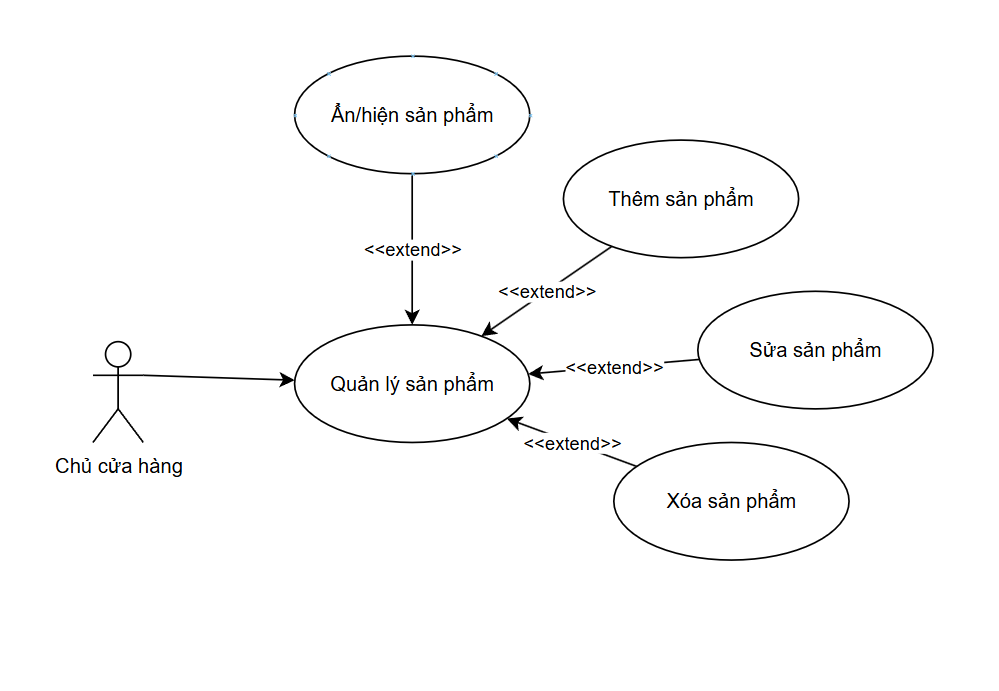 Ẩn/hiện sản phẩm
Thêm sản phẩm
<<extend>>
<<extend>>
Sửa sản phẩm
<<extend>>
Quản lý sản phẩm
<<extend>>
Chủ cửa hàng
Xóa sản phẩm